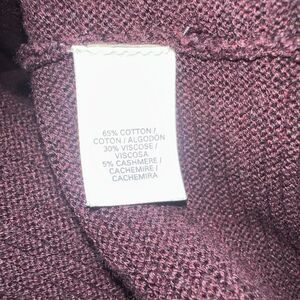 65% COTTON /
COTON / ALGODON
30% VISCOSE /
VISCOSA
5% CASHMERE /
CACHEMIRE /
CACHEMIRA